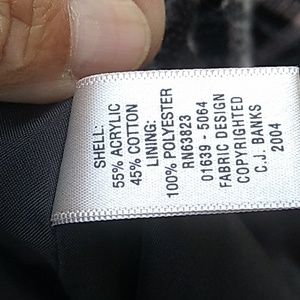 SHELL:
55% ACRYLIC
45% COTTON
LINING:
100% POLYESTER
RN63823
01639 - 5064
FABRIC DESIGN
COPYRIGHTED
C.J. BANKS
2004